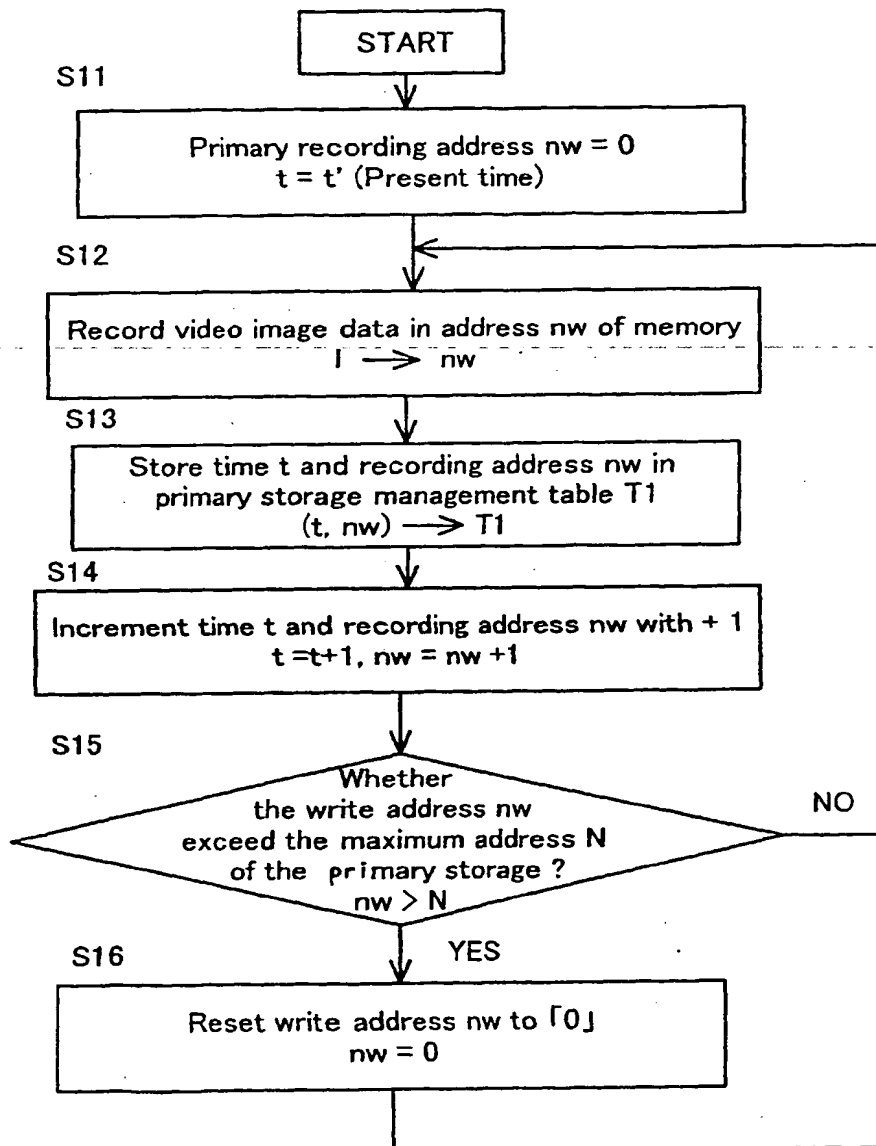 START
S11
Primary recording address nw = 0
t = t' (Present time)
S12
Record video image data in address nw of memory
I → nw
S13
Store time t and recording address nw in
primary storage management table T1
(t, nw) → T1
S14
Increment time t and recording address nw with + 1
t =t+1, nw = nw +1
S15
Whether
the write address nw
exceed the maximum address N
of the primary storage ?
nw > N
NO
YES
S16
Reset write address nw to 「0」
nw = 0